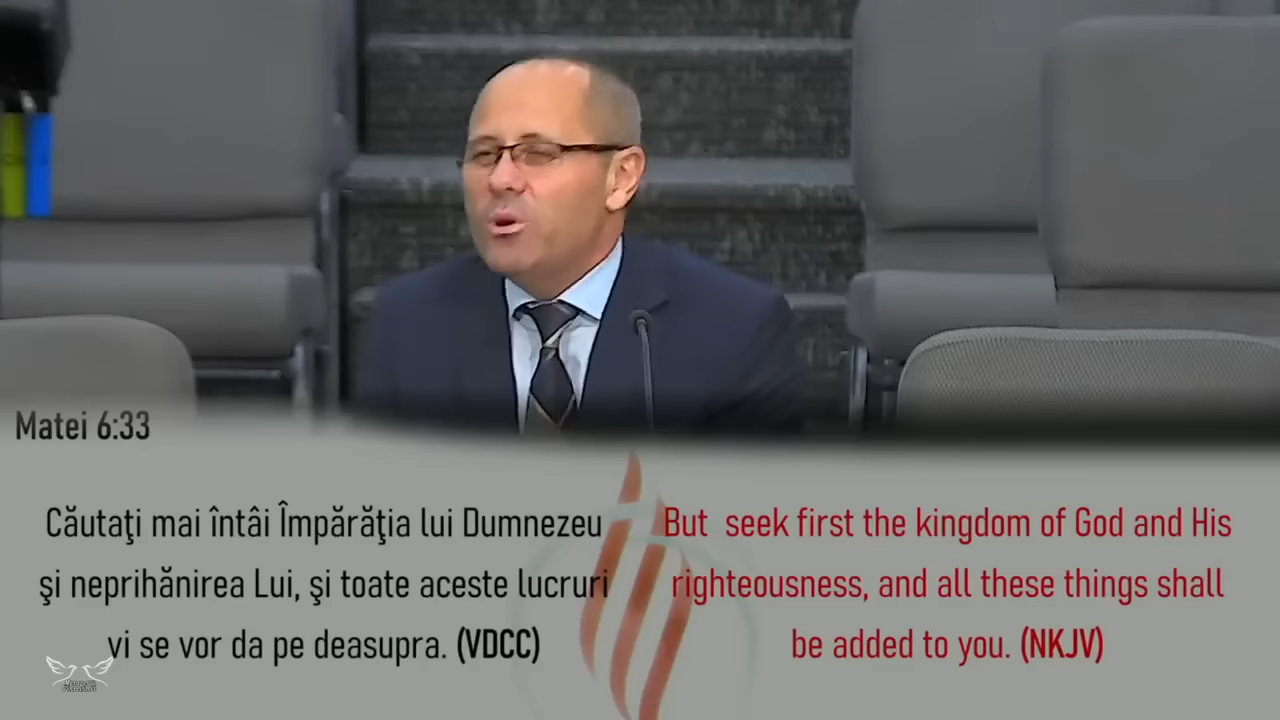 Matei 6:33
Căutaţi mai întâi Împărăţia lui Dumnezeu
şi neprihănirea Lui, şi toate aceste lucruri
vi se vor da pe deasupra. (VDCC)
But seek first the kingdom of God and His
righteousness, and all these things shall
be added to you. (NKJV)